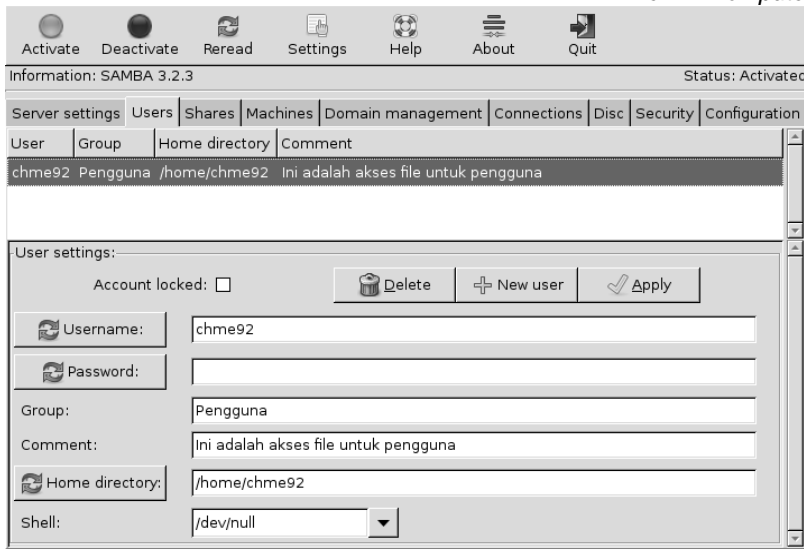 Activate Deactivate Reread Settings Help About Quit
Information: SAMBA 3.2.3 Status: Activated
Server settings Users Shares Machines Domain management Connections Disc Security Configuration
User Group Home directory Comment
chme92 Pengguna /home/chme92 Ini adalah akses file untuk pengguna
User settings:
Account locked: Delete New user Apply
Username: chme92
Password:
Group: Pengguna
Comment: Ini adalah akses file untuk pengguna
Home directory: /home/chme92
Shell: /dev/null